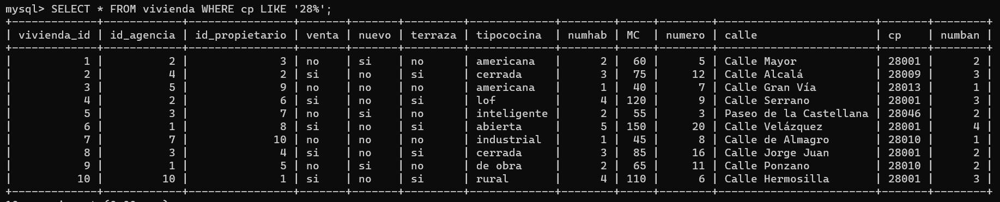 mysql> SELECT * FROM vivienda WHERE cp LIKE '28%';
+-------------+------------+----------------+-------+-------+---------+-------------+--------+-----+--------+------------------------+-------+--------+
| vivienda_id | id_agencia | id_propietario | venta | nuevo | terraza | tipococina  | numhab | MC  | numero | calle                  | cp    | numban |
+-------------+------------+----------------+-------+-------+---------+-------------+--------+-----+--------+------------------------+-------+--------+
|           1 |          2 |              3 | no    | si    | no      | americana   |      2 |  60 |      5 | Calle Mayor            | 28001 |      2 |
|           2 |          4 |              2 | si    | no    | si      | cerrada     |      3 |  75 |     12 | Calle Alcalá           | 28009 |      3 |
|           3 |          5 |              9 | no    | no    | no      | americana   |      1 |  40 |      7 | Calle Gran Vía         | 28013 |      1 |
|           4 |          2 |              6 | si    | no    | si      | lof         |      4 | 120 |      9 | Calle Serrano          | 28001 |      3 |
|           5 |          3 |              7 | no    | si    | no      | inteligente |      2 |  55 |      3 | Paseo de la Castellana | 28046 |      2 |
|           6 |          1 |              8 | si    | no    | si      | abierta     |      5 | 150 |     20 | Calle Velázquez        | 28001 |      4 |
|           7 |          7 |             10 | no    | no    | no      | industrial  |      1 |  45 |      8 | Calle de Almagro       | 28010 |      1 |
|           8 |          3 |              4 | si    | no    | si      | cerrada     |      3 |  85 |     16 | Calle Jorge Juan       | 28001 |      2 |
|           9 |          1 |              5 | no    | si    | no      | de obra     |      2 |  65 |     11 | Calle Ponzano          | 28010 |      2 |
|          10 |         10 |              1 | si    | no    | si      | rural       |      4 | 110 |      6 | Calle Hermosilla       | 28001 |      3 |
+-------------+------------+----------------+-------+-------+---------+-------------+--------+-----+--------+------------------------+-------+--------+